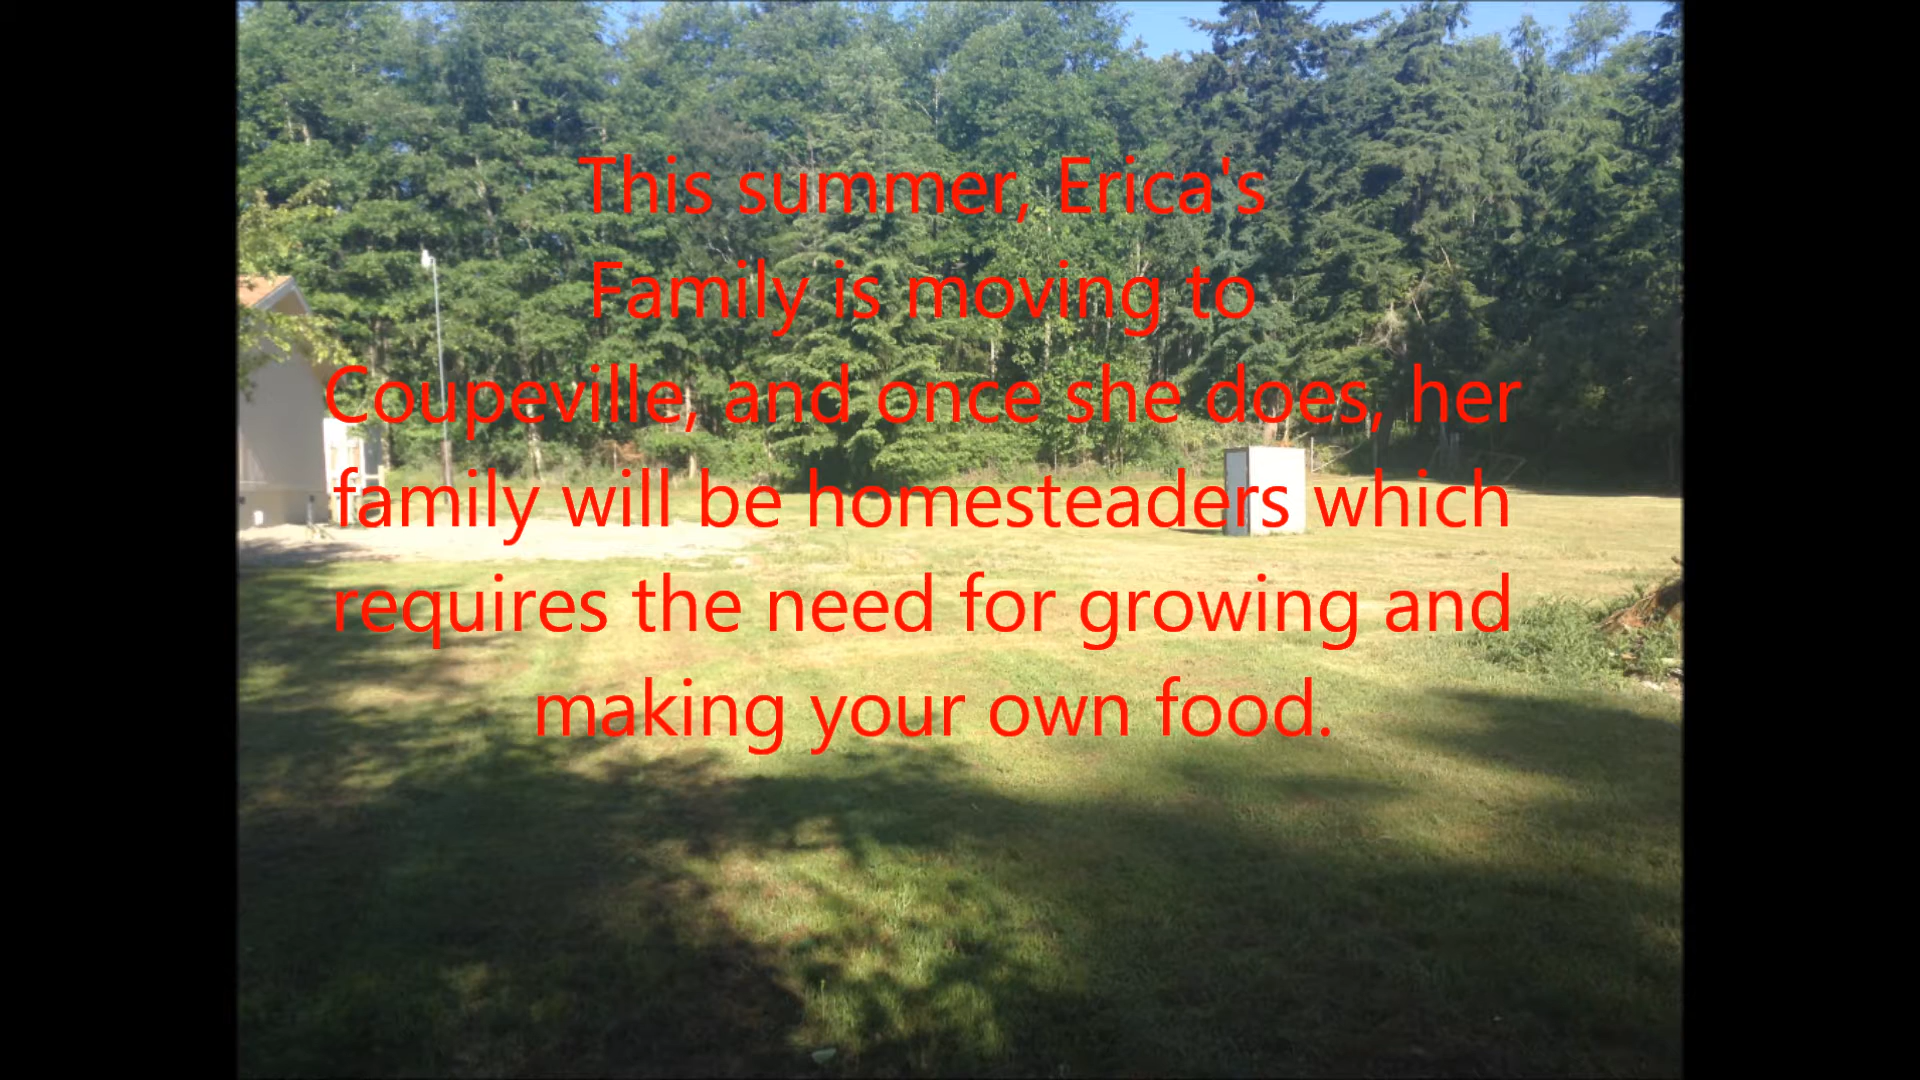 This summer, Erica's
Family is moving to
Coupeville, and once she does, her
family will be homesteaders which
requires the need for growing and
making your own food.